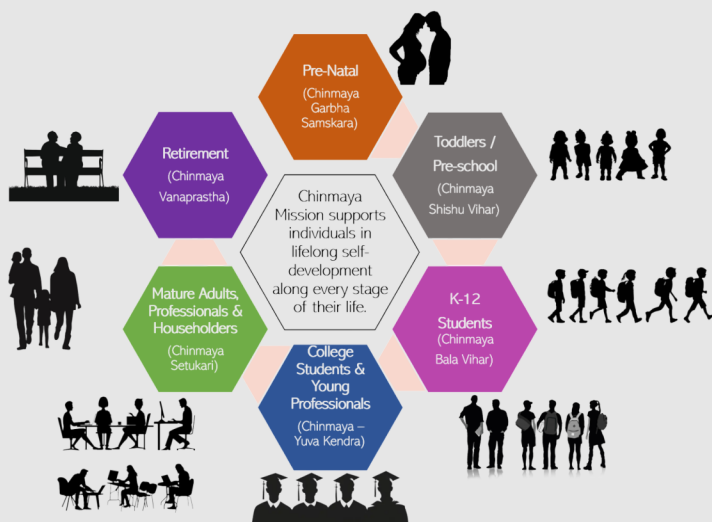 Pre-Natal
(Chinmaya
Garbha
Samskara)
Toddlers /
Pre-school
(Chinmaya
Shishu Vihar)
K-12
Students
(Chinmaya
Bala Vihar)
College
Students &
Young
Professionals
(Chinmaya –
Yuva Kendra)
Mature Adults,
Professionals &
Householders
(Chinmaya
Setukari)
Retirement
(Chinmaya
Vanaprastha)
Chinmaya
Mission supports
individuals in
lifelong self-
development
along every stage
of their life.